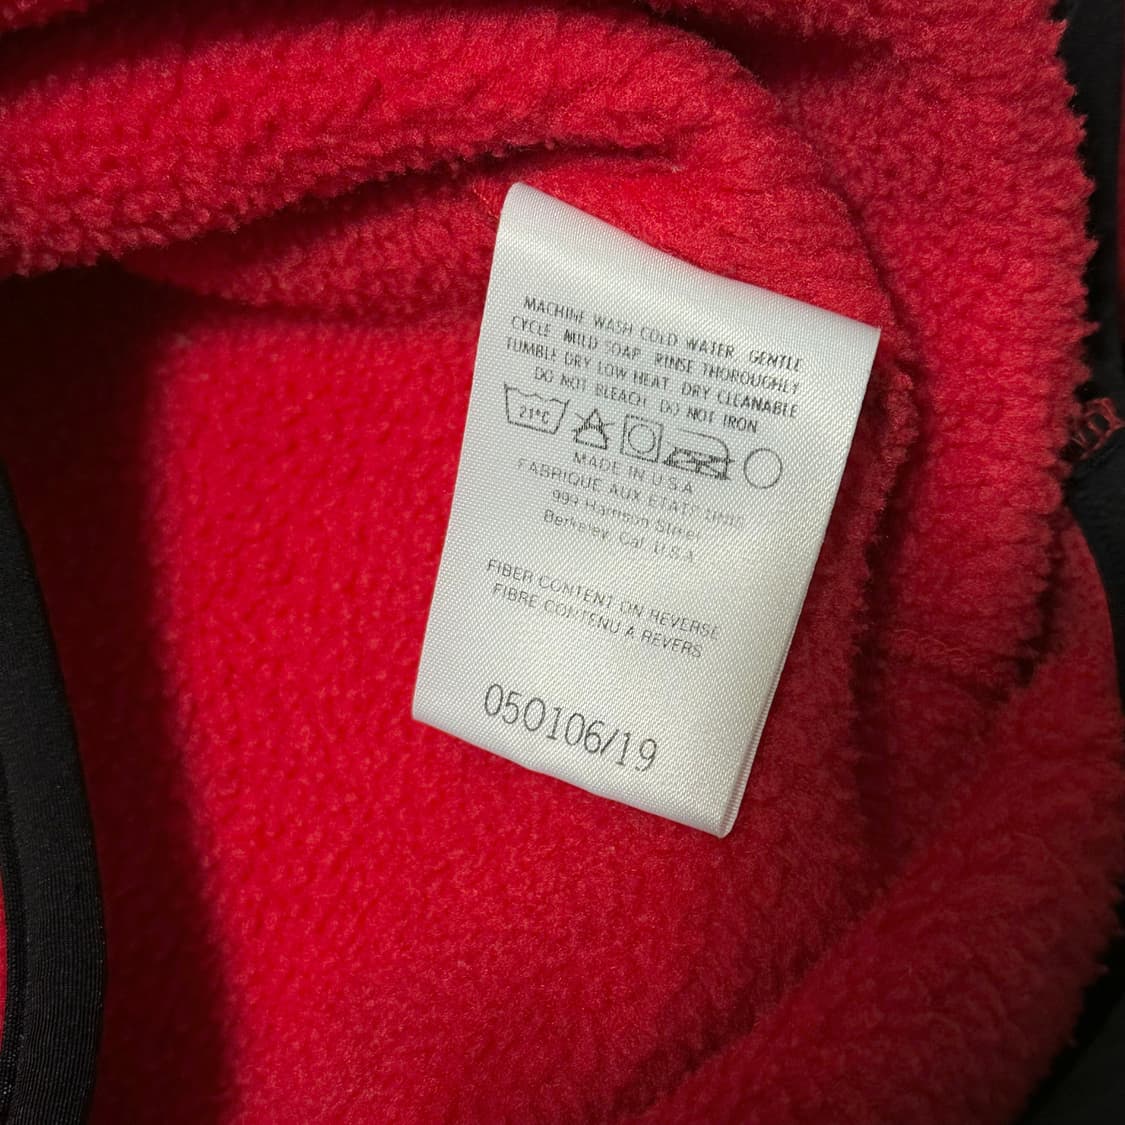 MACHINE WASH COLD WATER GENTLE
CYCLE MILD SOAP RINSE THOROUGHLY
TUMBLE DRY LOW HEAT DRY CLEANABLE
DO NOT BLEACH DO NOT IRON
21°C
MADE IN U.S.A
FABRIQUE AUX ETATS UNIS
999 Harrison Street
Berkeley, Cal. U.S.A.
FIBER CONTENT ON REVERSE
FIBRE CONTENU À REVERS
050106/19